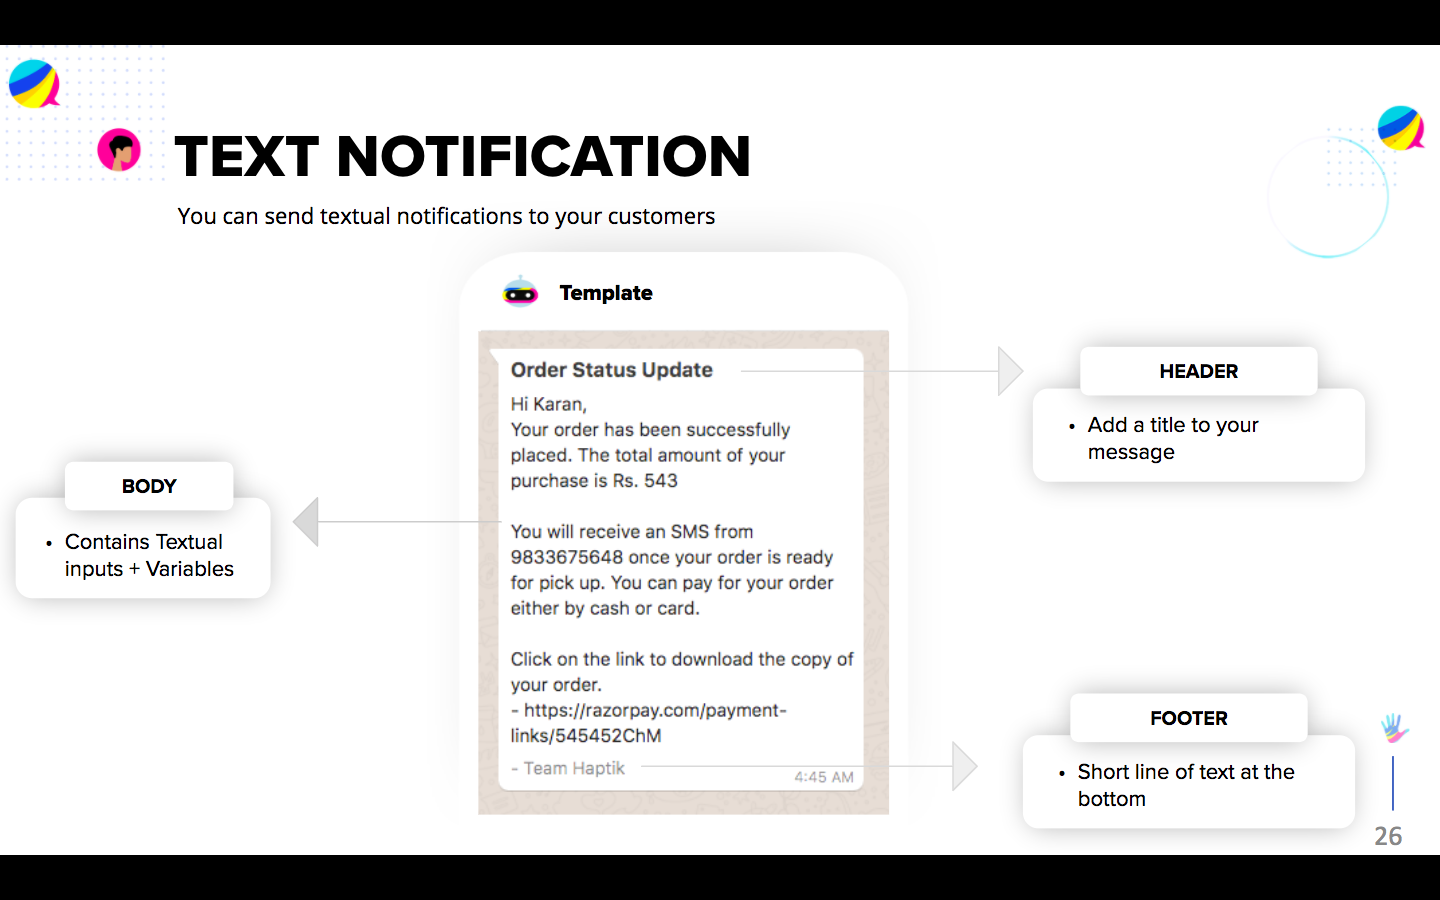 TEXT NOTIFICATION
You can send textual notifications to your customers
Template
Order Status Update
Hi Karan,
Your order has been successfully
placed. The total amount of your
purchase is Rs. 543
You will receive an SMS from
9833675648 once your order is ready
for pick up. You can pay for your order
either by cash or card.
Click on the link to download the copy of
your order.
- https://razorpay.com/payment-
links/545452ChM
- Team Haptik
4:45 AM
HEADER
• Add a title to your
message
BODY
• Contains Textual
inputs + Variables
FOOTER
• Short line of text at the
bottom
26